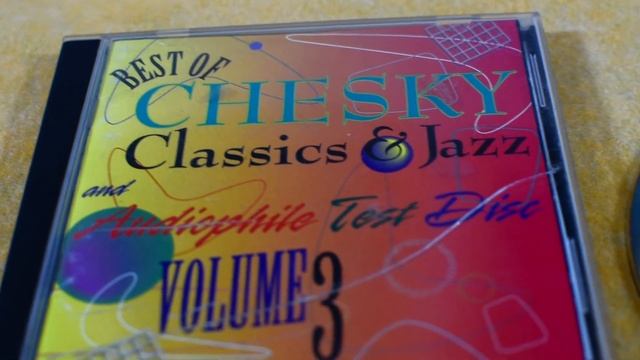 BEST OF
CHESKY
Classics & Jazz
and
Audiophile Test Disc
VOLUME 3